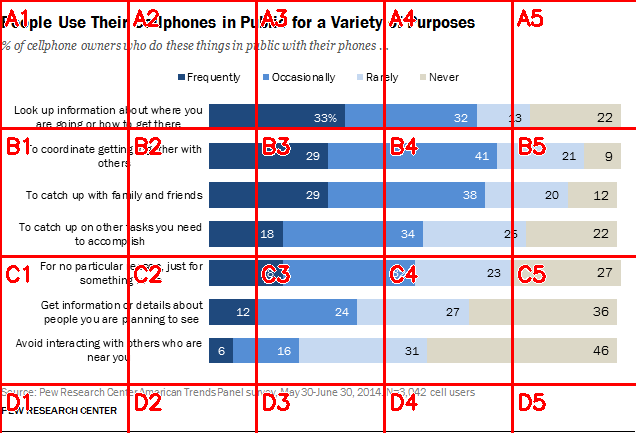 A1 A2 A3 A4 A5
People Use Their Cellphones in Public for a Variety of Purposes
% of cellphone owners who do these things in public with their phones ...
Frequently Occasionally Rarely Never
Look up information about where you are going or how to get there 33% 32 13 22
B1 B2 B3 B4 B5
To coordinate getting together with others 29 41 21 9
To catch up with family and friends 29 38 20 12
To catch up on other tasks you need to accomplish 18 34 25 22
C1 C2 C3 C4 C5
For no particular reason, just for something 23 27
Get information or details about people you are planning to see 12 24 27 36
Avoid interacting with others who are near you 6 16 31 46
Source: Pew Research Center American Trends Panel survey, May 30-June 30, 2014. N=3,042 cell users
D1 D2 D3 D4 D5
PEW RESEARCH CENTER